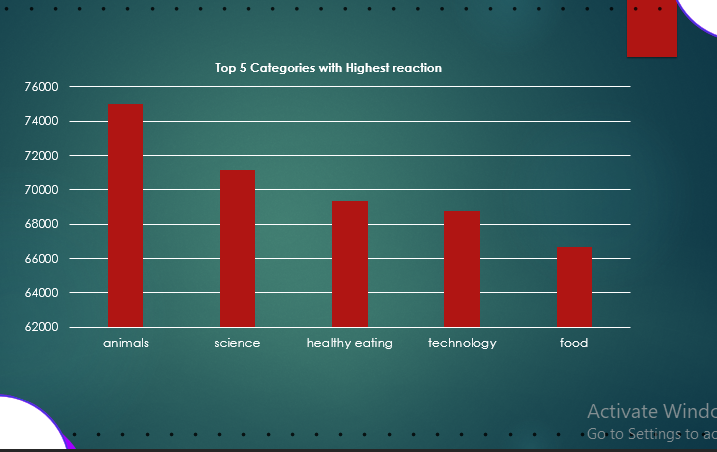 Top 5 Categories with Highest reaction
76000
74000
72000
70000
68000
66000
64000
62000
animals science healthy eating technology food
Activate Windo
Go to Settings to ac